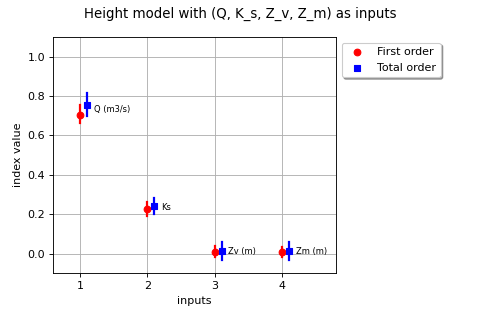 Height model with (Q, K_s, Z_v, Z_m) as inputs
First order
Total order
1.0
0.8
0.6
0.4
0.2
0.0
index value
Q (m3/s)
Ks
Zv (m)
Zm (m)
1 2 3 4
inputs